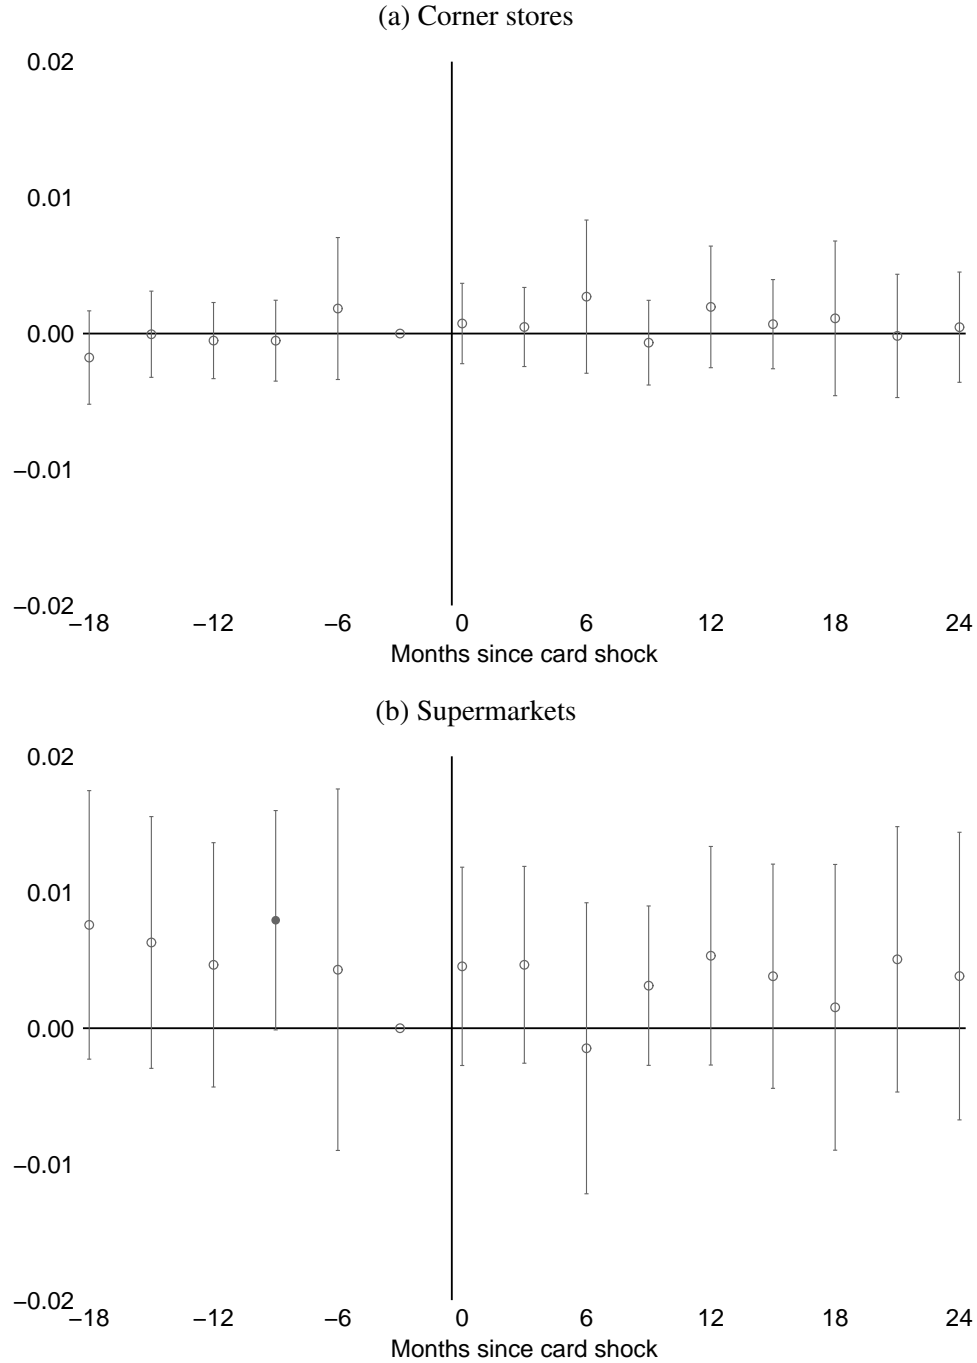 (a) Corner stores
0.02
0.01
0.00
−0.01
−0.02
−18 −12 −6 0 6 12 18 24
Months since card shock
(b) Supermarkets
0.02
0.01
0.00
−0.01
−0.02
−18 −12 −6 0 6 12 18 24
Months since card shock